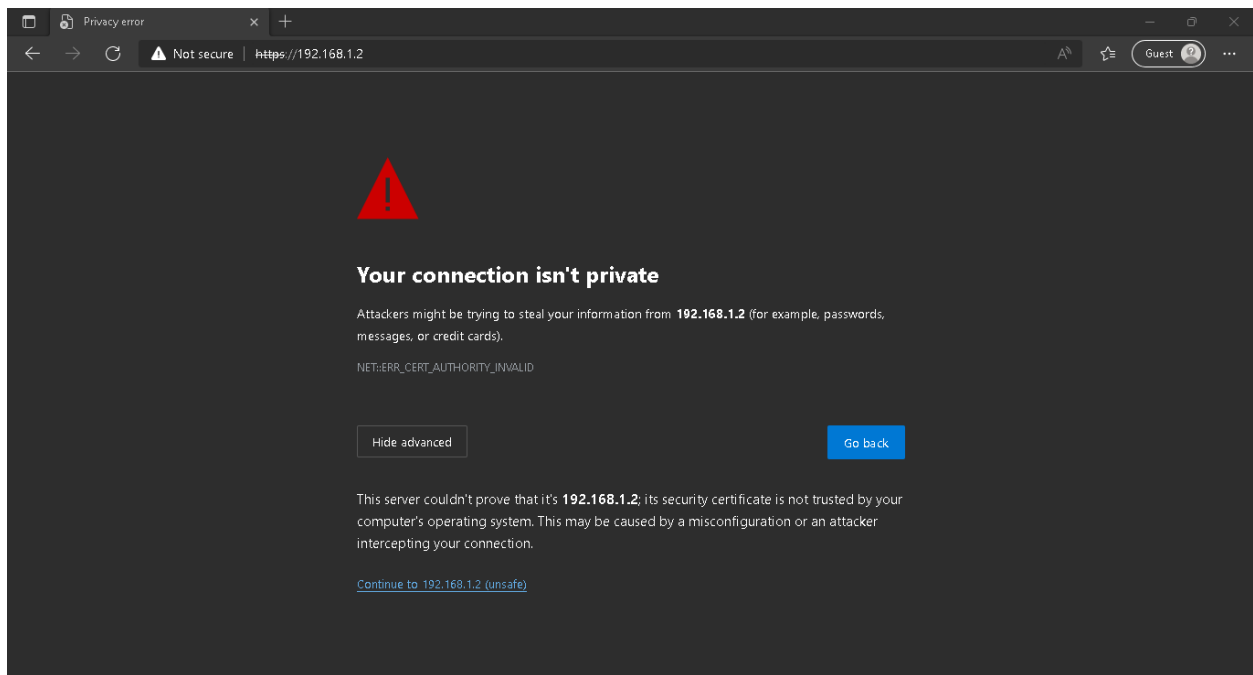 Privacy error
Not secure | https://192.168.1.2
Guest
Your connection isn't private
Attackers might be trying to steal your information from 192.168.1.2 (for example, passwords,
messages, or credit cards).
NET::ERR_CERT_AUTHORITY_INVALID
Hide advanced
Go back
This server couldn't prove that it's 192.168.1.2; its security certificate is not trusted by your
computer's operating system. This may be caused by a misconfiguration or an attacker
intercepting your connection.
Continue to 192.168.1.2 (unsafe)